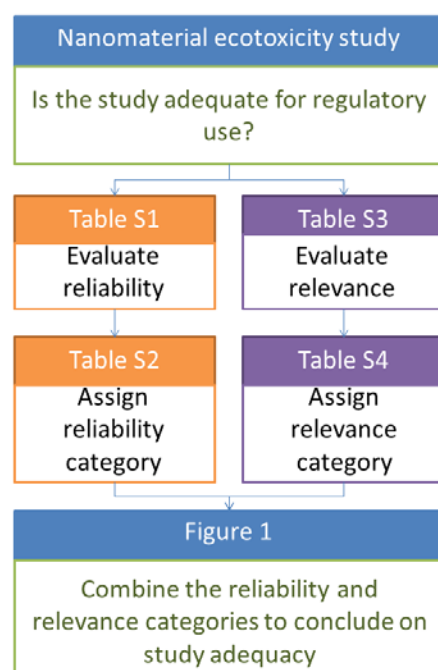 Nanomaterial ecotoxicity study
Is the study adequate for regulatory
use?
Table S1
Evaluate
reliability
Table S3
Evaluate
relevance
Table S2
Assign
reliability
category
Table S4
Assign
relevance
category
Figure 1
Combine the reliability and
relevance categories to conclude on
study adequacy